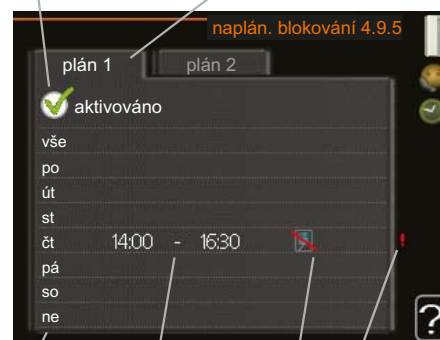 naplán. blokování 4.9.5
plán 1 plán 2
aktivováno
vše
po
út
st
čt 14:00 - 16:30 !
pá
so
ne
?